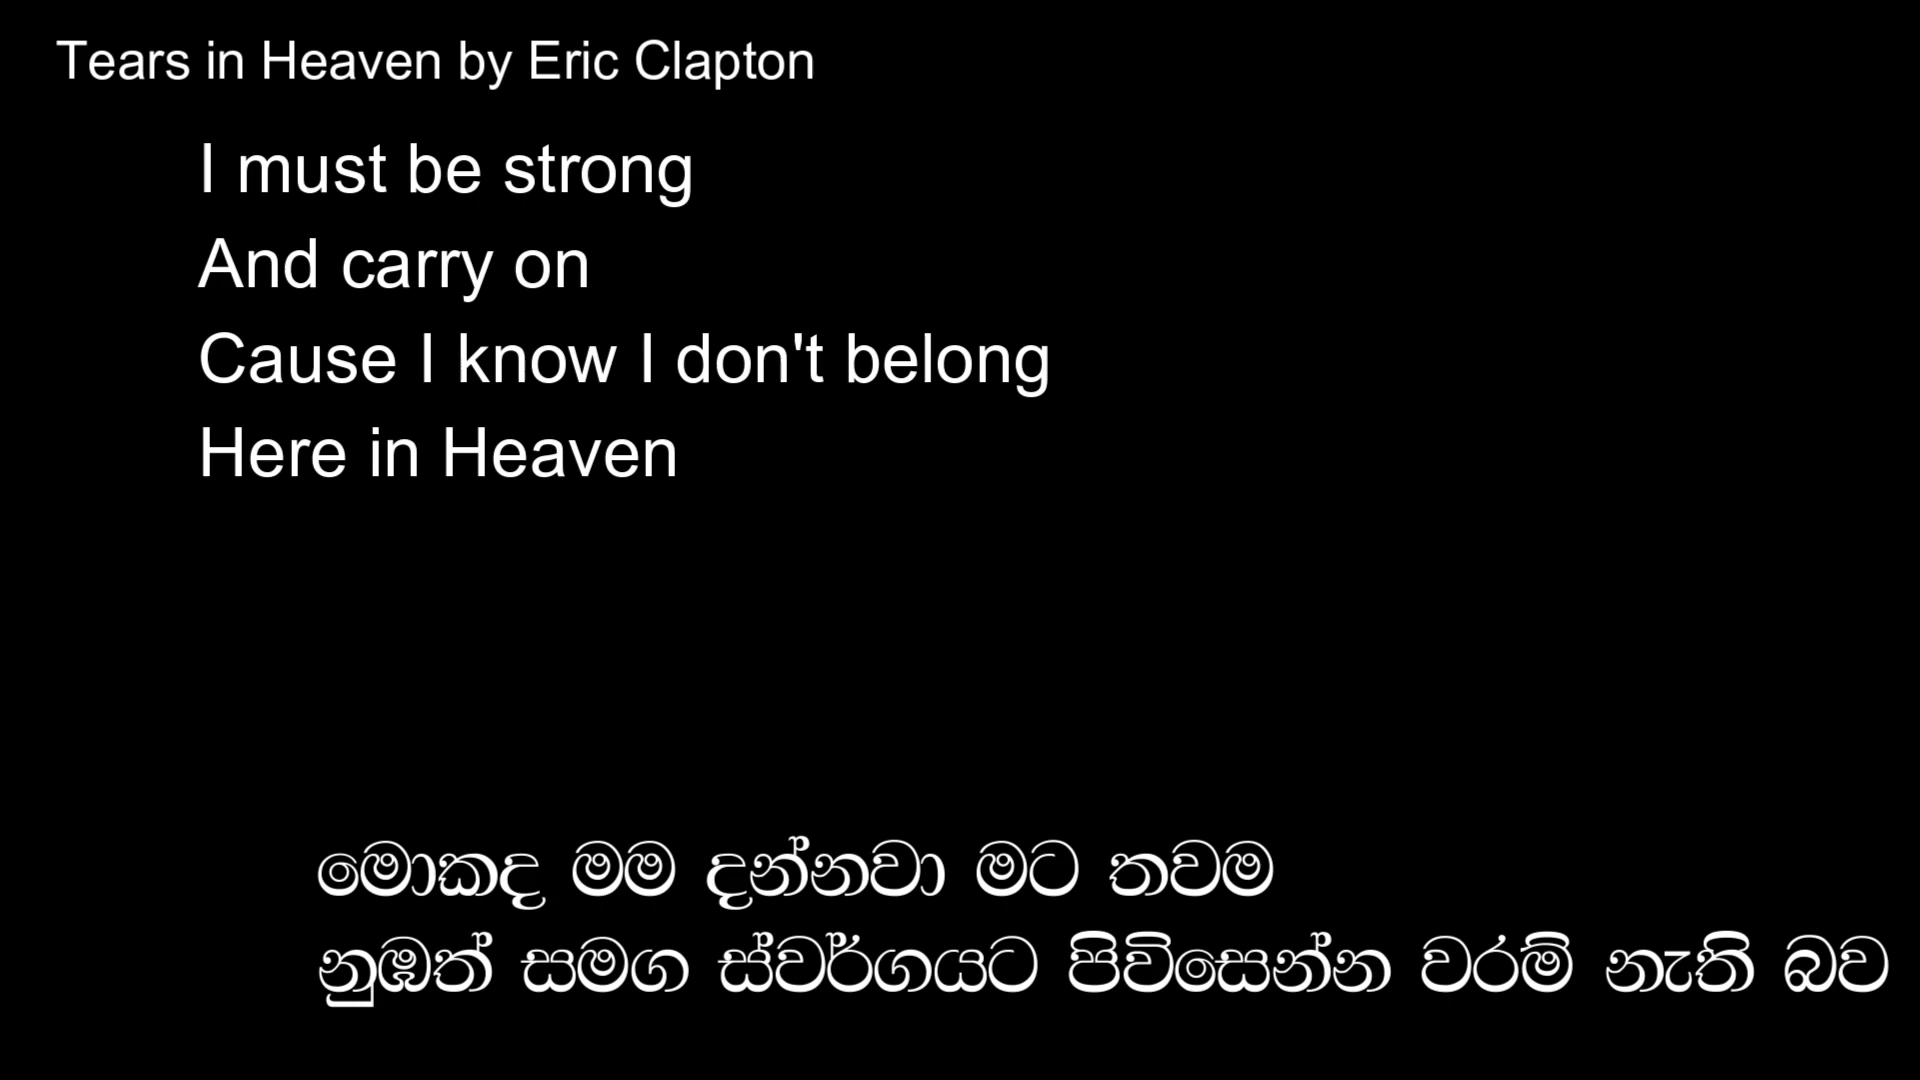 Tears in Heaven by Eric Clapton
I must be strong
And carry on
Cause I know I don't belong
Here in Heaven
මොකද මම දන්නවා මට තවම
නුඹත් සමග ස්වර්ගයට පිවිසෙන්න වරම් නැති බව